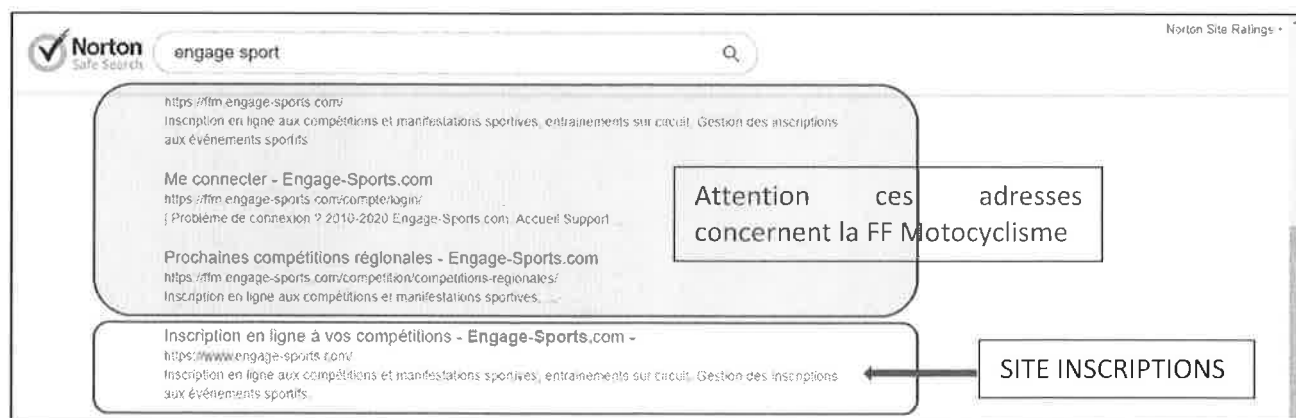 Norton Site Ratings
Norton
Safe Search
engage sport
https://ffm.engage-sports.com/
Inscription en ligne aux compétitions et manifestations sportives, entrainements sur circuit. Gestion des inscriptions
aux événements sportifs
Me connecter - Engage-Sports.com
https://ffm.engage-sports.com/compte/login/
| Problème de connexion ? 2010-2020 Engage-Sports.com. Accueil Support ...
Prochaines compétitions régionales - Engage-Sports.com
https://ffm.engage-sports.com/competition/competitions-regionales/
Inscription en ligne aux compétitions et manifestations sportives, ...
Attention ces adresses
concernent la FF Motocyclisme
Inscription en ligne à vos compétitions - Engage-Sports.com -
https://www.engage-sports.com/
Inscription en ligne aux compétitions et manifestations sportives, entrainements sur circuit. Gestion des inscriptions
aux événements sportifs.
SITE INSCRIPTIONS